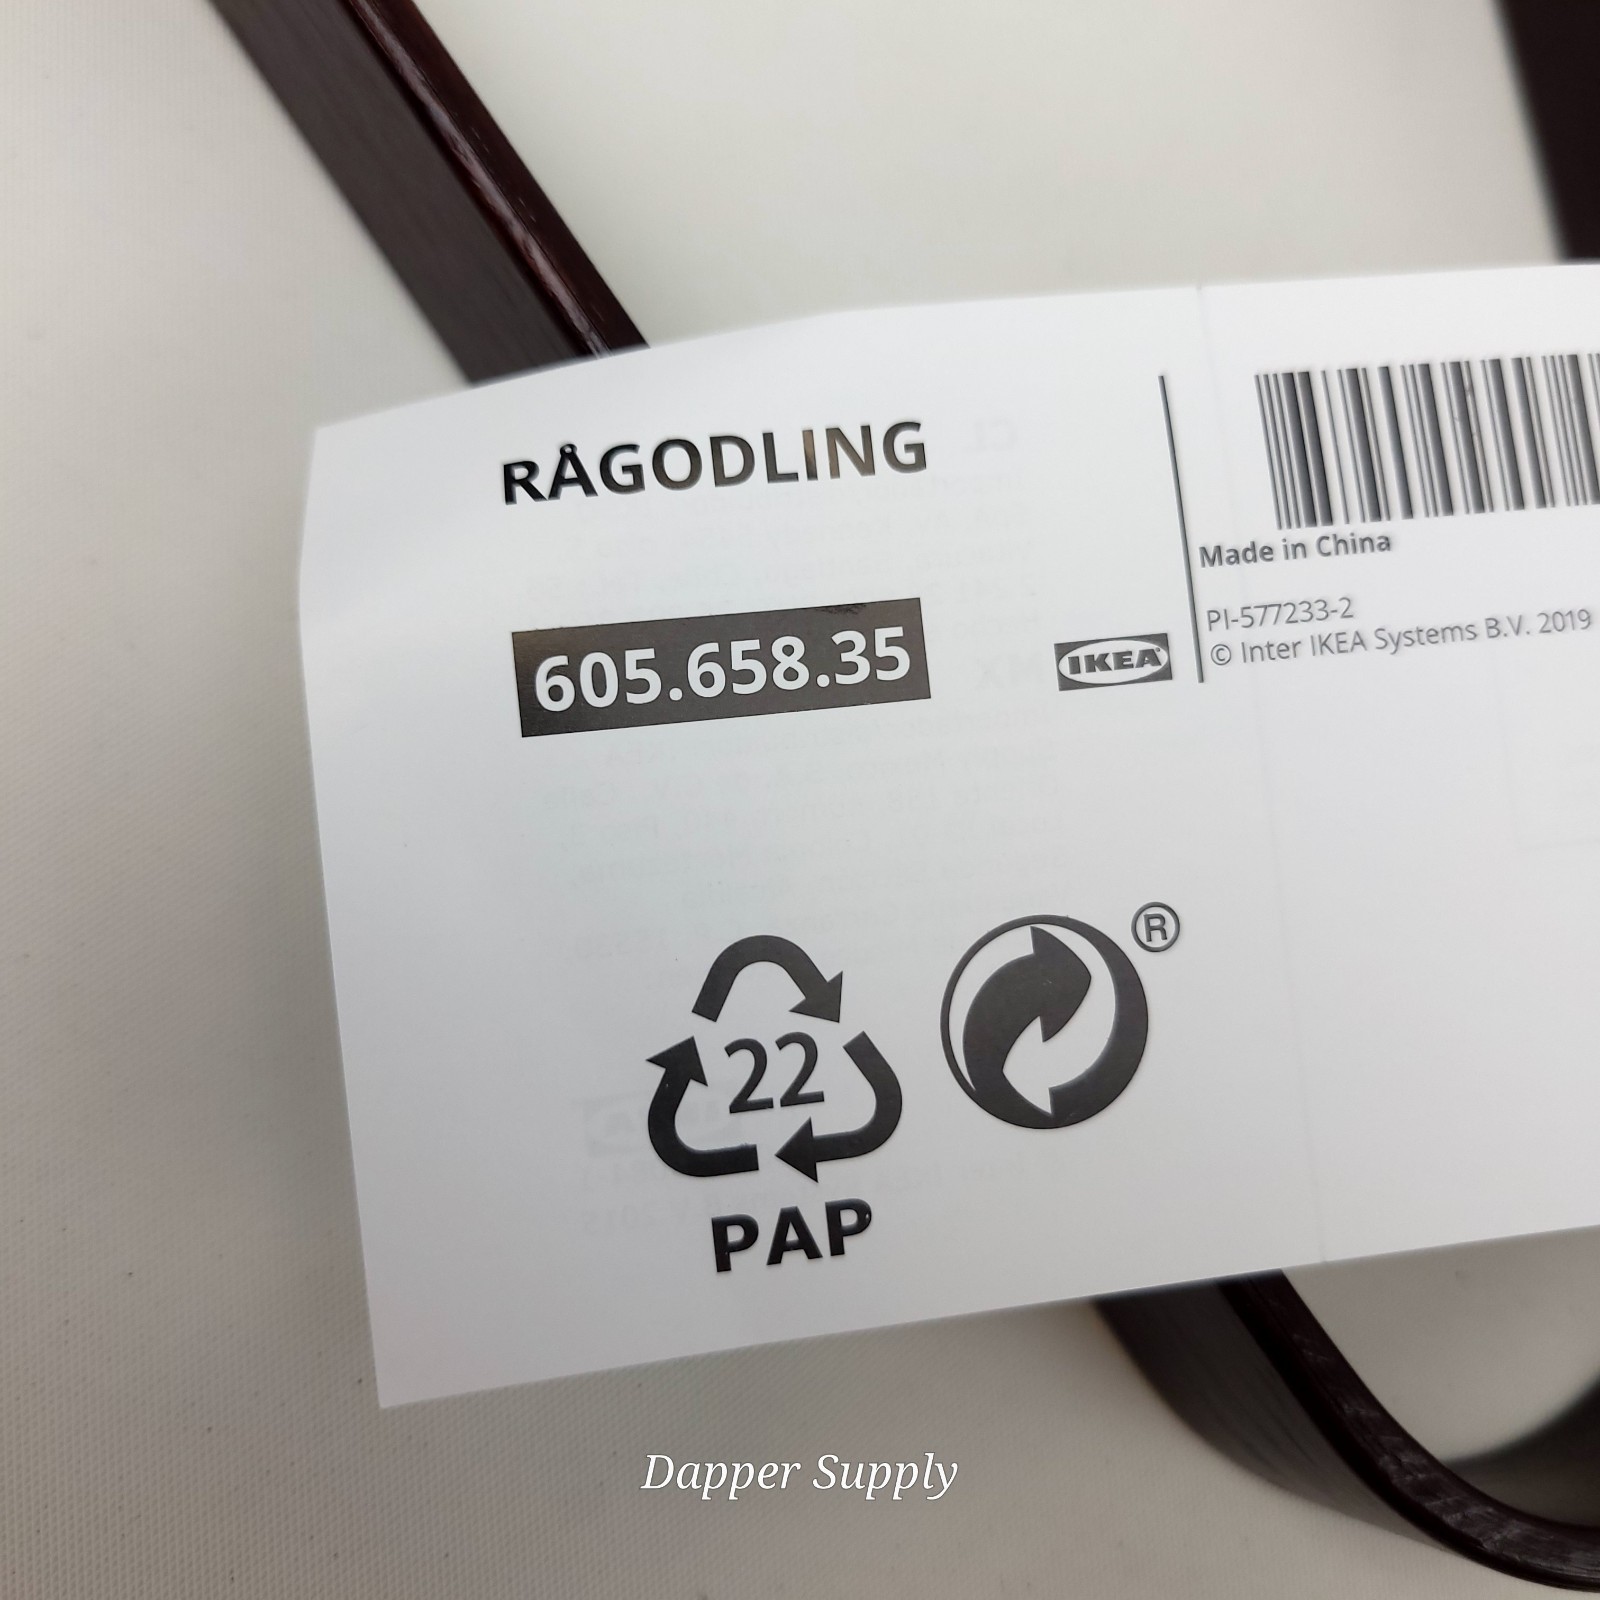 RÅGODLING
605.658.35
IKEA
Made in China
PI-577233-2
© Inter IKEA Systems B.V. 2019
®
22
PAP
Dapper Supply